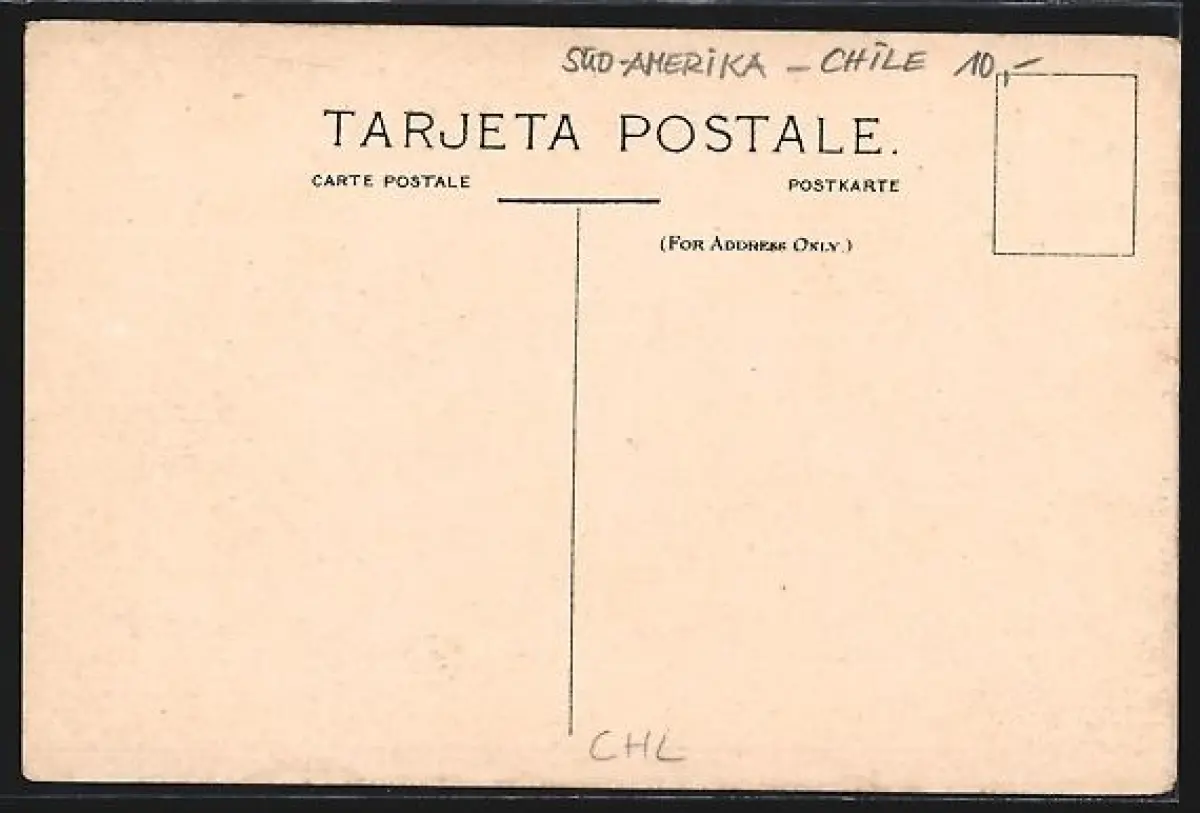 SÜD-AMERIKA – CHILE 10,–
TARJETA POSTALE.
CARTE POSTALE POSTKARTE
(FOR ADDRESS ONLY.)
CHL